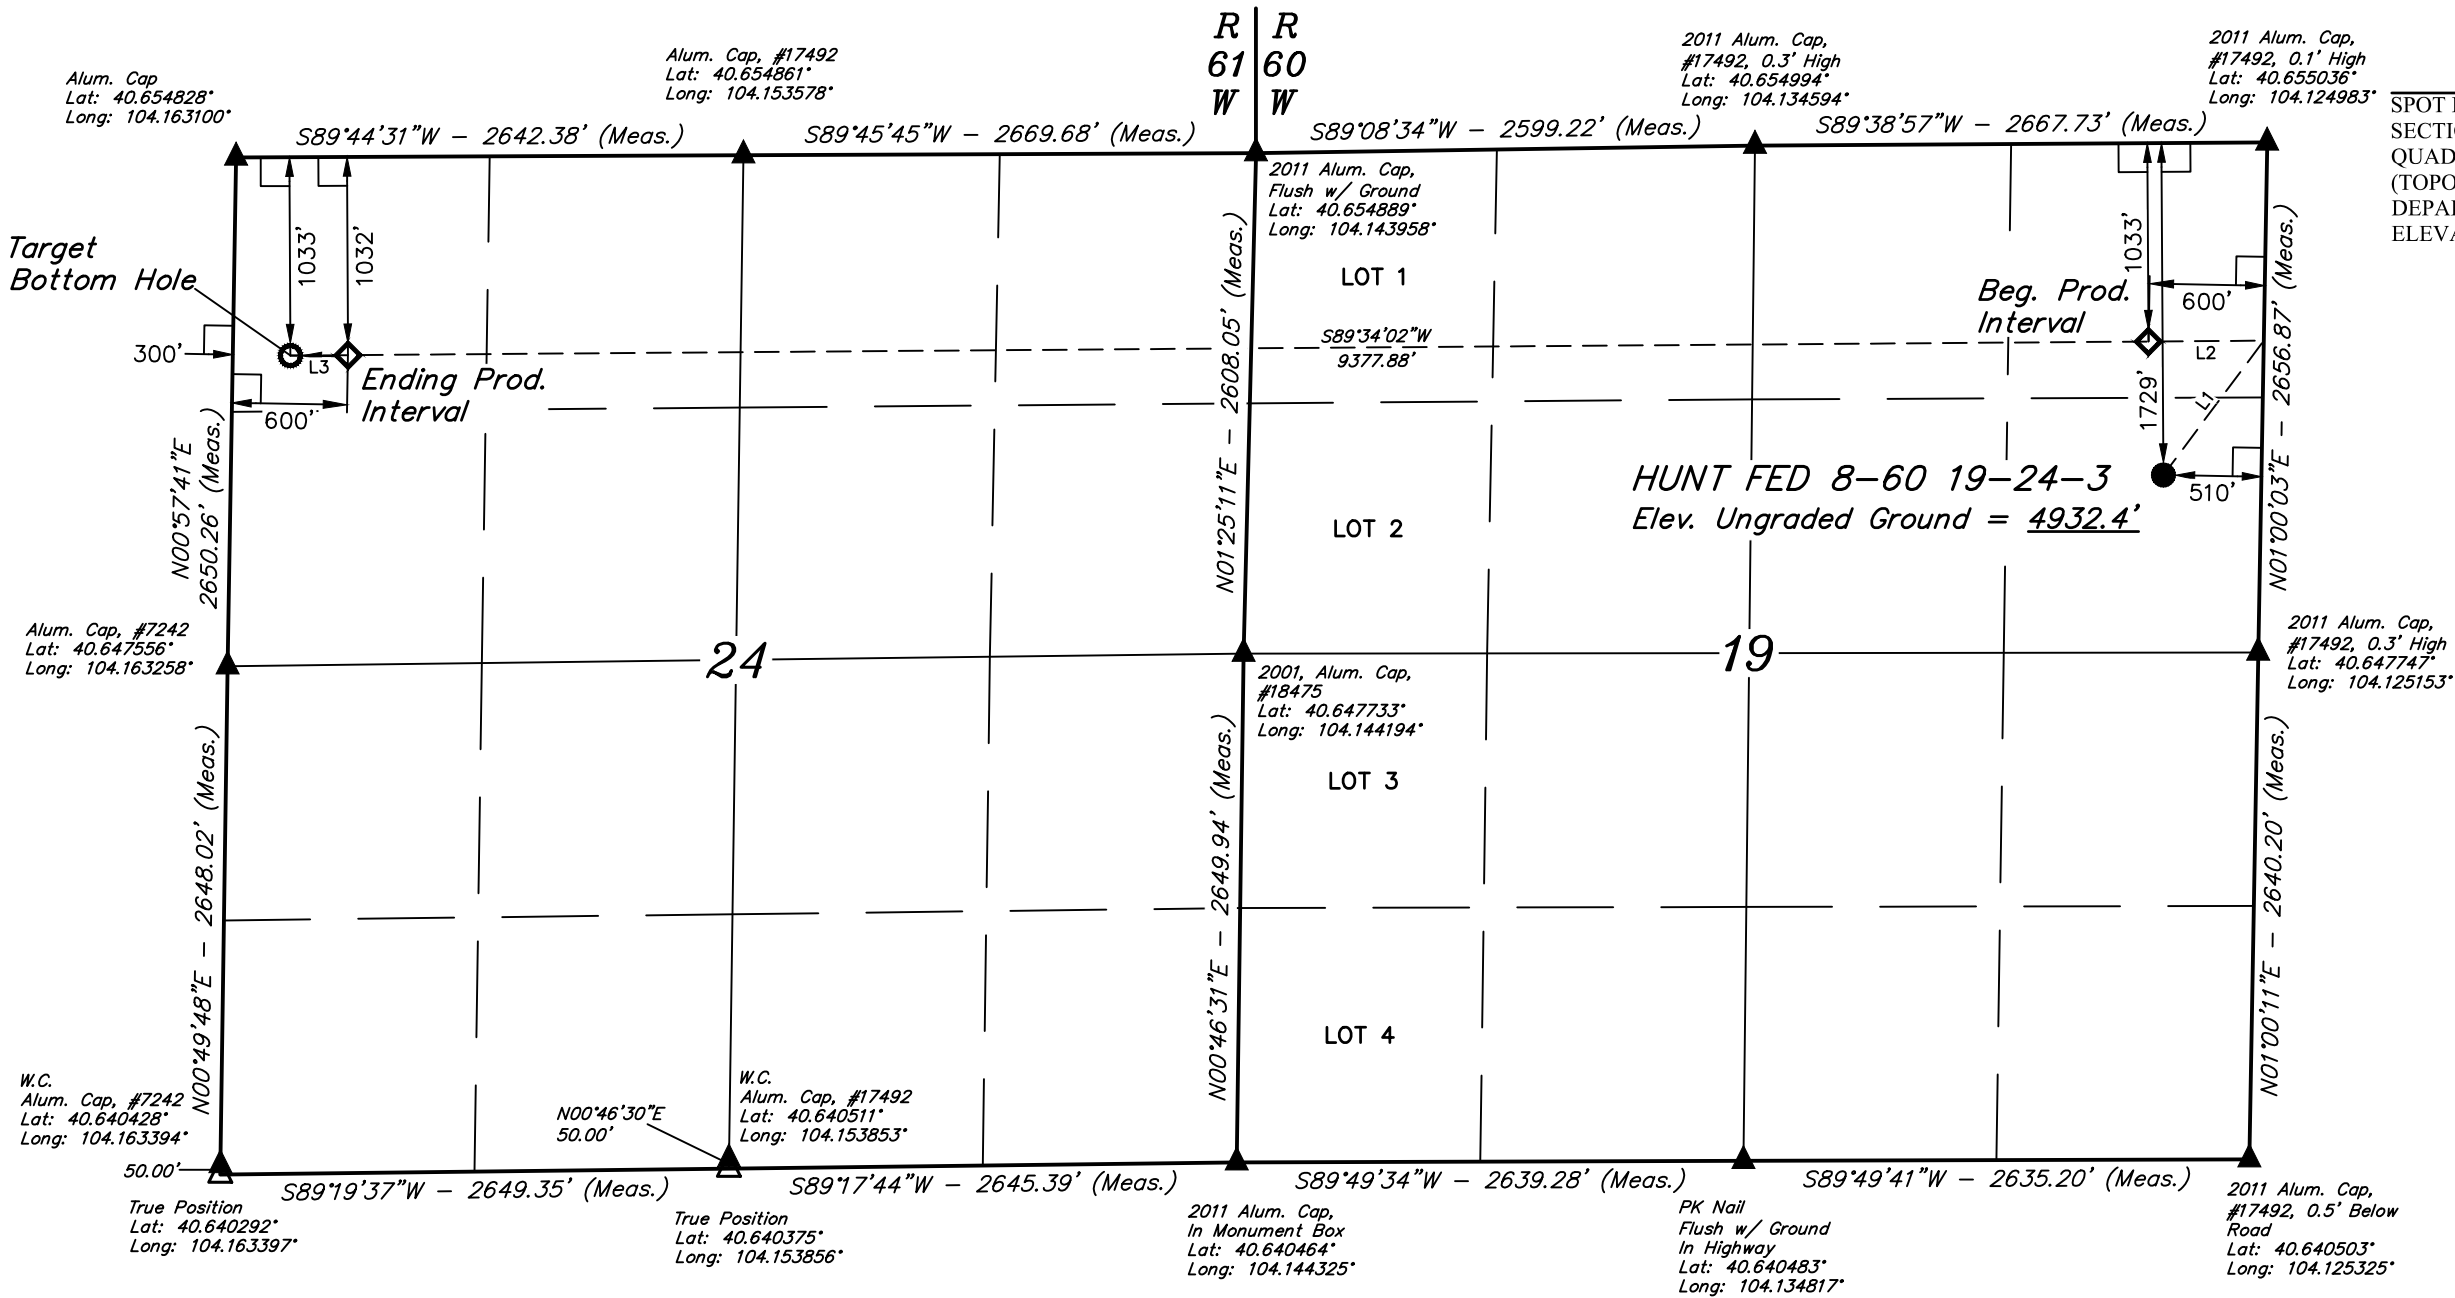 R R
61 60
W W
Alum. Cap
Lat: 40.654828°
Long: 104.163100°
Alum. Cap, #17492
Lat: 40.654861°
Long: 104.153578°
2011 Alum. Cap,
#17492, 0.3' High
Lat: 40.654994°
Long: 104.134594°
2011 Alum. Cap,
#17492, 0.1' High
Lat: 40.655036°
Long: 104.124983°
S89°44'31"W - 2642.38' (Meas.)
S89°45'45"W - 2669.68' (Meas.)
S89°08'34"W - 2599.22' (Meas.)
S89°38'57"W - 2667.73' (Meas.)
2011 Alum. Cap,
Flush w/ Ground
Lat: 40.654889°
Long: 104.143958°
Target
Bottom Hole
1033'
1032'
300'
L3
600'
Ending Prod.
Interval
LOT 1
S89°34'02"W
9377.88'
Beg. Prod.
Interval
1033'
600'
L2
L1
1729'
510'
HUNT FED 8-60 19-24-3
Elev. Ungraded Ground = 4932.4'
N00°57'41"E
2650.26' (Meas.)
N01°25'11"E - 2608.05' (Meas.)
N01°00'03"E - 2656.87' (Meas.)
LOT 2
Alum. Cap, #7242
Lat: 40.647556°
Long: 104.163258°
24
19
2001, Alum. Cap,
#18475
Lat: 40.647733°
Long: 104.144194°
2011 Alum. Cap,
#17492, 0.3' High
Lat: 40.647747°
Long: 104.125153°
LOT 3
N00°49'48"E - 2648.02' (Meas.)
N00°46'31"E - 2649.94' (Meas.)
N01°00'11"E - 2640.20' (Meas.)
LOT 4
W.C.
Alum. Cap, #7242
Lat: 40.640428°
Long: 104.163394°
50.00'
N00°46'30"E
50.00'
W.C.
Alum. Cap, #17492
Lat: 40.640511°
Long: 104.153853°
S89°19'37"W - 2649.35' (Meas.)
S89°17'44"W - 2645.39' (Meas.)
S89°49'34"W - 2639.28' (Meas.)
S89°49'41"W - 2635.20' (Meas.)
True Position
Lat: 40.640292°
Long: 104.163397°
True Position
Lat: 40.640375°
Long: 104.153856°
2011 Alum. Cap,
In Monument Box
Lat: 40.640464°
Long: 104.144325°
PK Nail
Flush w/ Ground
In Highway
Lat: 40.640483°
Long: 104.134817°
2011 Alum. Cap,
#17492, 0.5' Below
Road
Lat: 40.640503°
Long: 104.125325°
SPOT
SECTI
QUAD
(TOPO
DEPA
ELEVA